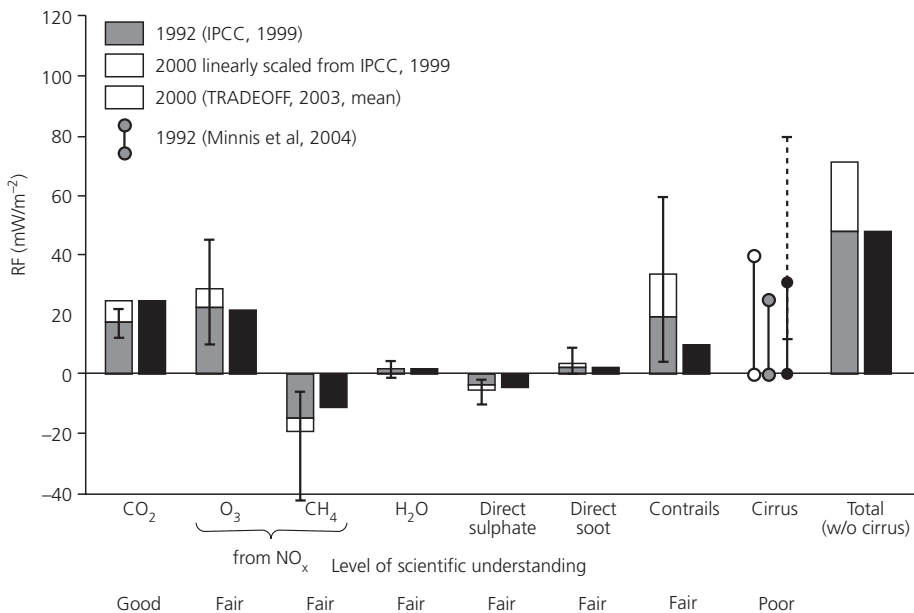 120
100
80
60
40
20
0
–20
–40
RF (mW/m–2)
1992 (IPCC, 1999)
2000 linearly scaled from IPCC, 1999
2000 (TRADEOFF, 2003, mean)
1992 (Minnis et al, 2004)
CO2 O3 CH4 H2O Direct sulphate Direct soot Contrails Cirrus Total (w/o cirrus)
from NOx
Level of scientific understanding
Good Fair Fair Fair Fair Fair Fair Poor